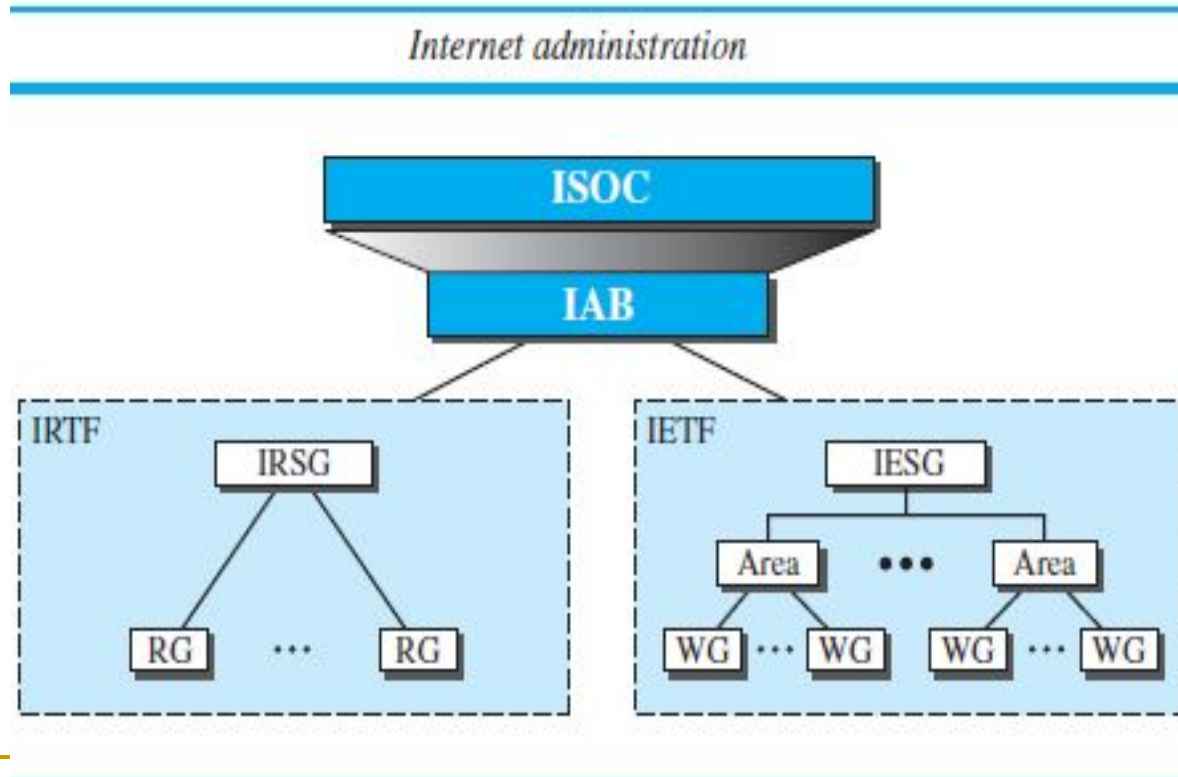 Internet administration
ISOC
IAB
IRTF
IETF
IRSG
IESG
Area ••• Area
RG ... RG
WG ... WG WG ... WG